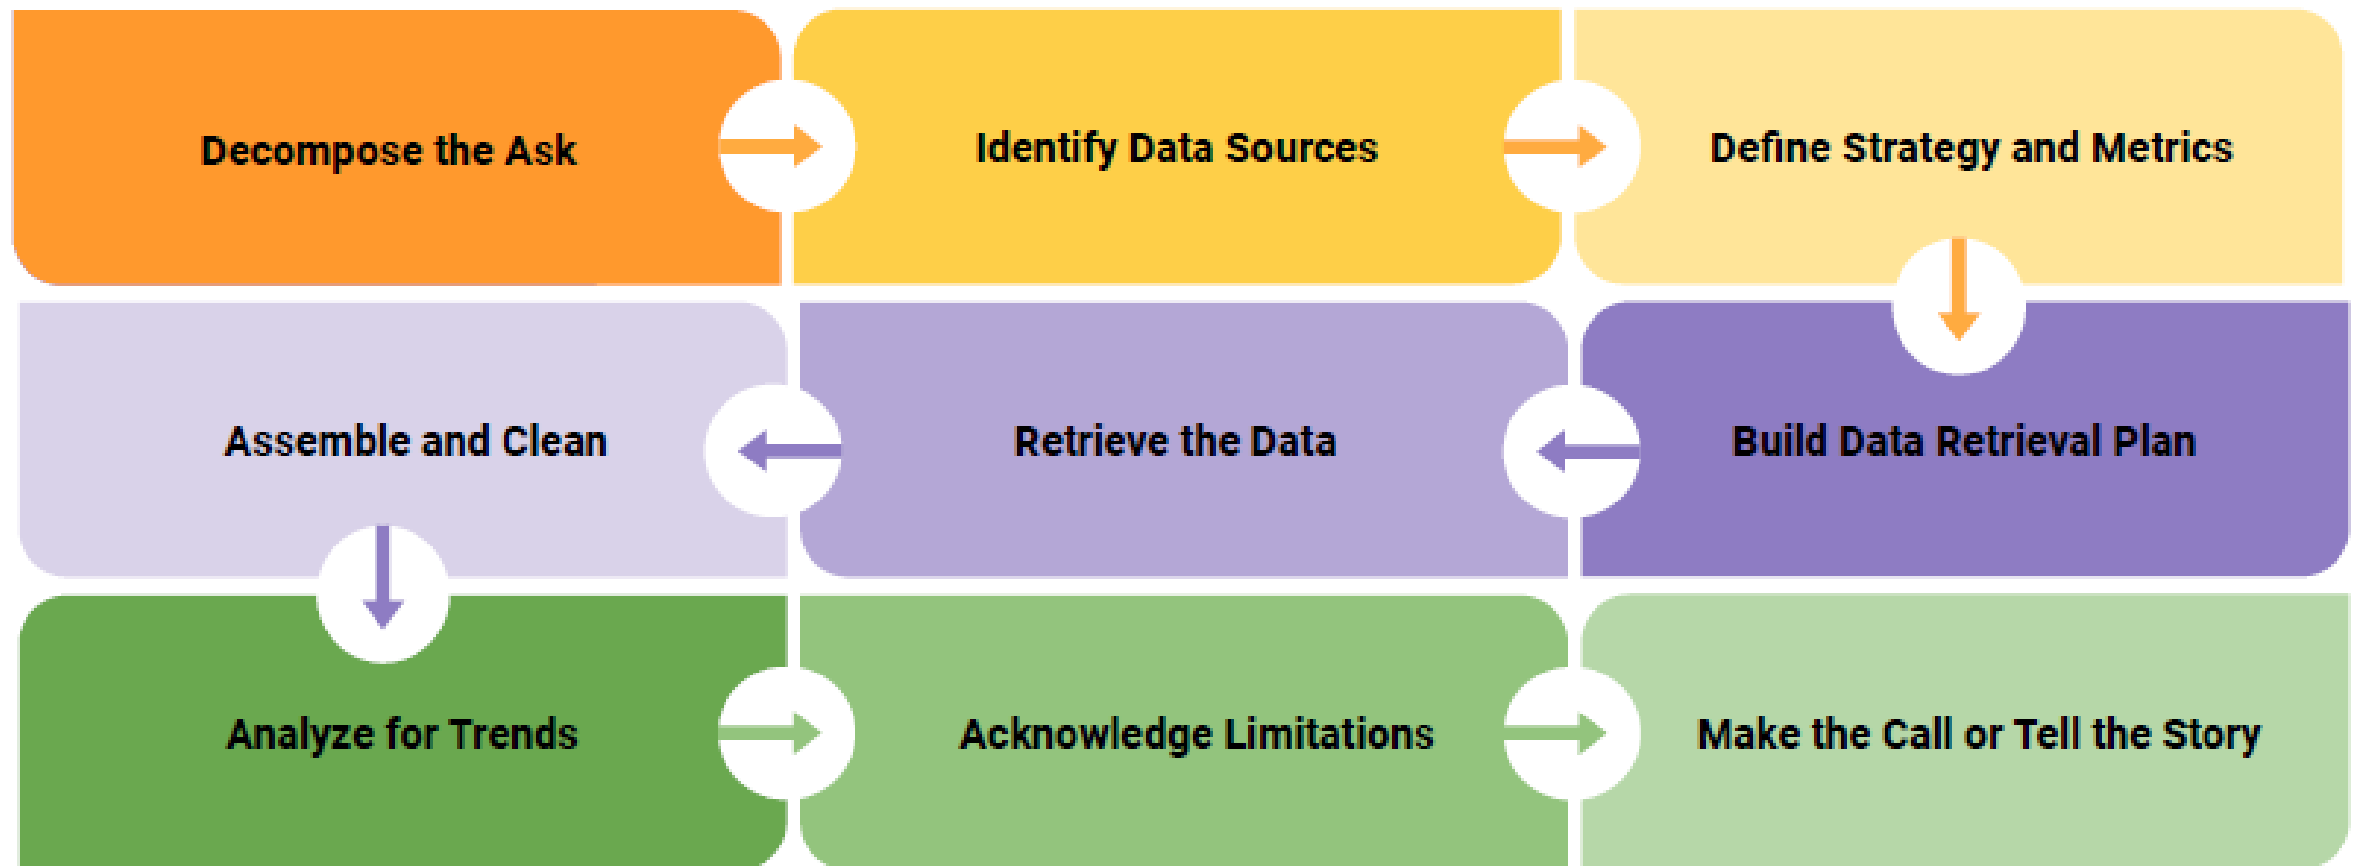 Decompose the Ask
Identify Data Sources
Define Strategy and Metrics
Assemble and Clean
Retrieve the Data
Build Data Retrieval Plan
Analyze for Trends
Acknowledge Limitations
Make the Call or Tell the Story